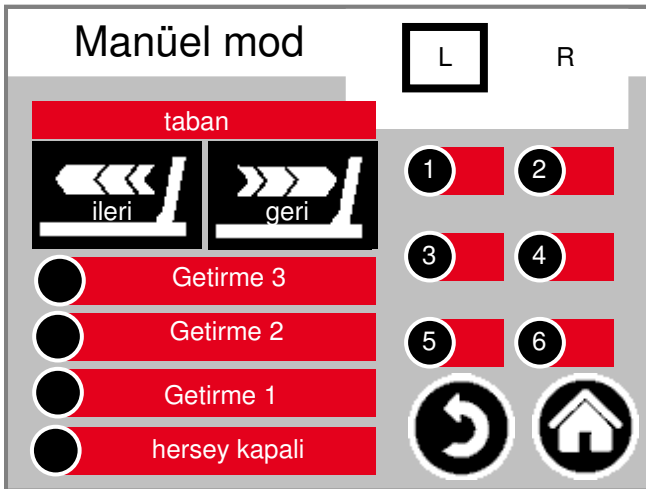 Manüel mod
L
R
taban
ileri
geri
1
2
3
4
5
6
Getirme 3
Getirme 2
Getirme 1
hersey kapali